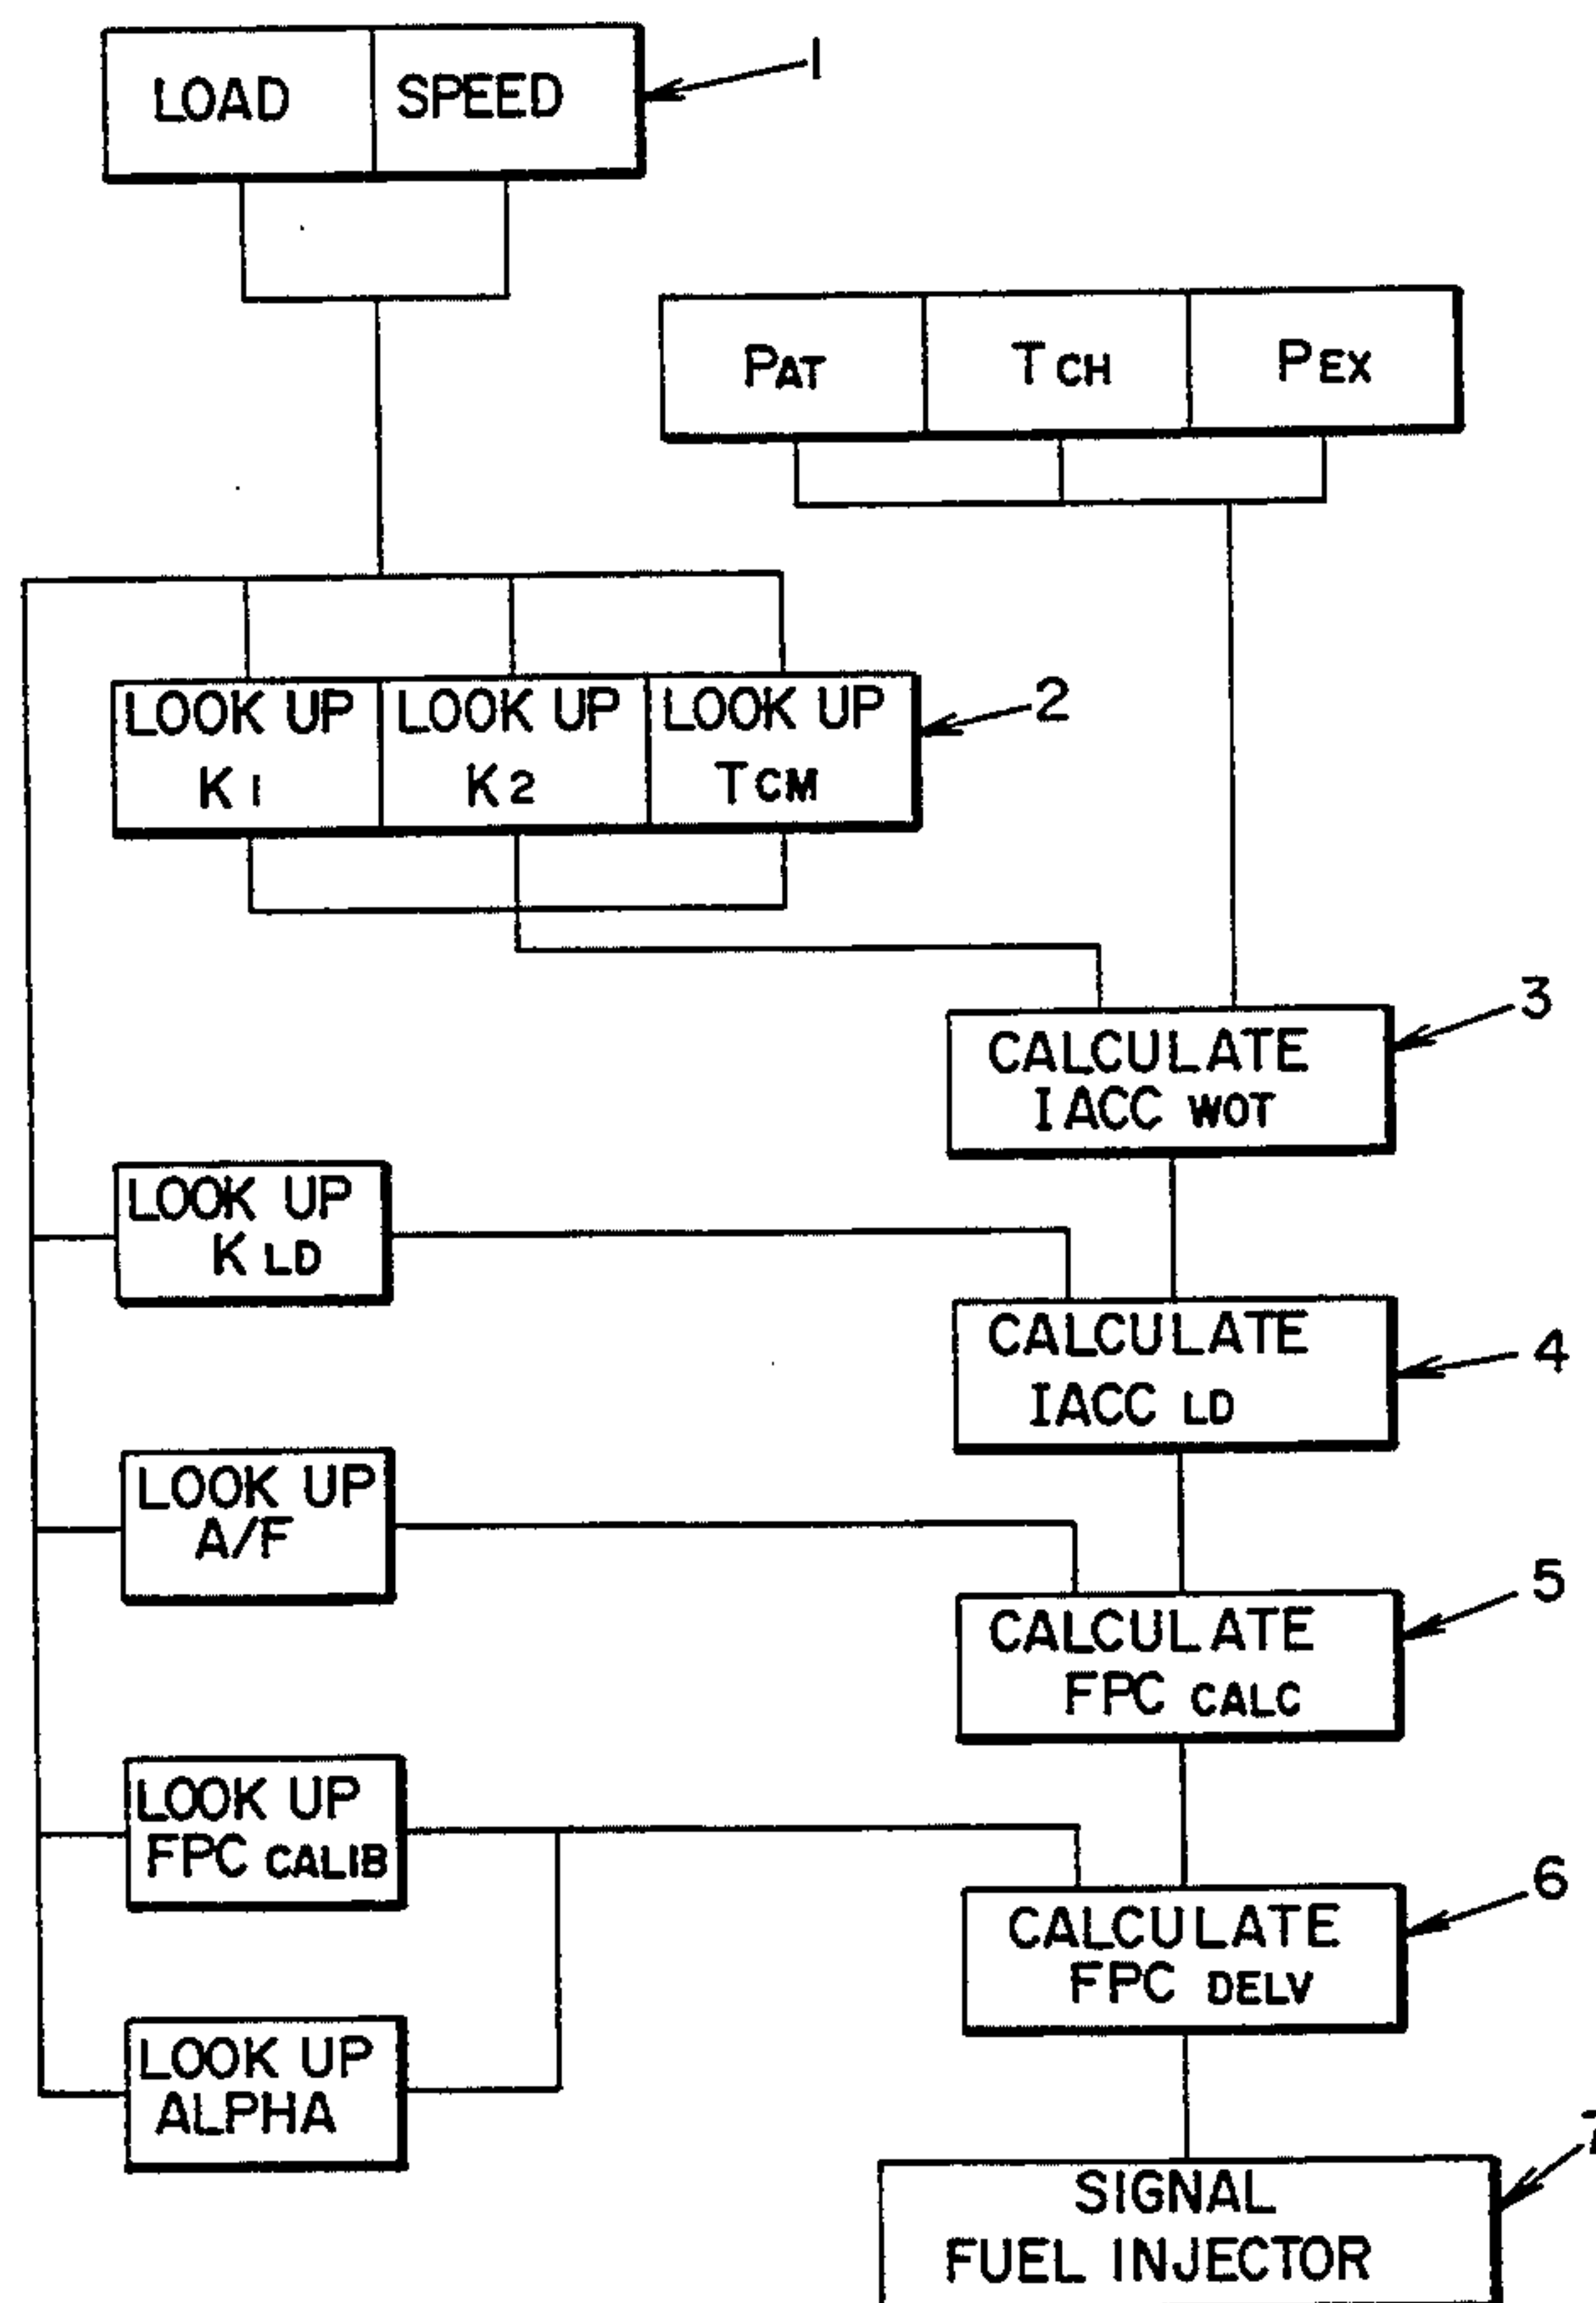 LOAD SPEED 1
PAT TCH PEX
LOOK UP K1
LOOK UP K2
LOOK UP TCM
2
CALCULATE
IACC WOT
3
LOOK UP
K LD
CALCULATE
IACC LD
4
LOOK UP
A/F
CALCULATE
FPC CALC
5
LOOK UP
FPC CALIB
CALCULATE
FPC DELV
6
LOOK UP
ALPHA
SIGNAL
FUEL INJECTOR
7